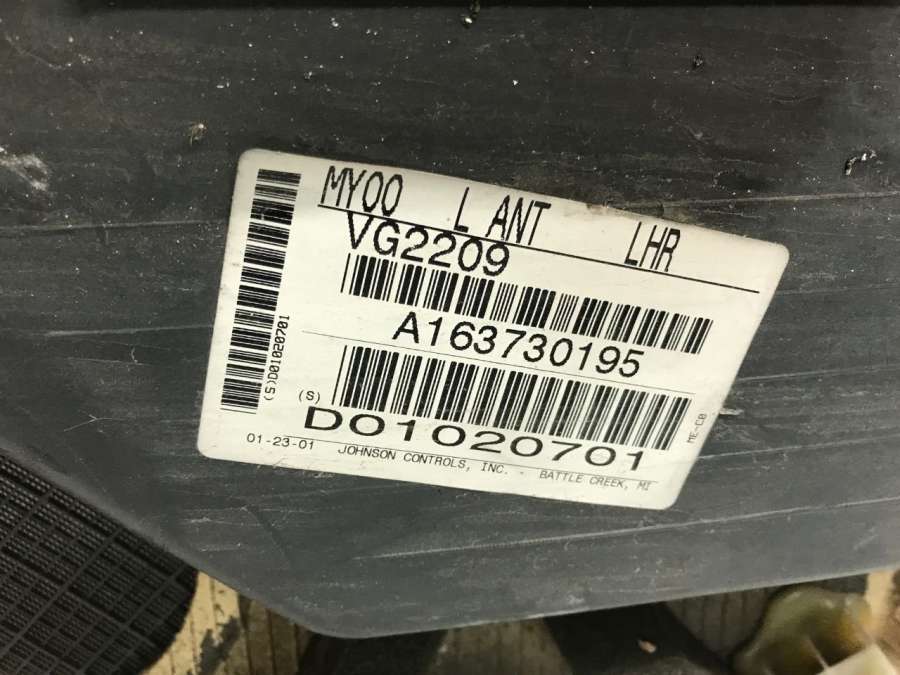 MY00 L ANT LHR
VG2209
A163730195
(S)
D01020701
01-23-01 JOHNSON CONTROLS, INC. - BATTLE CREEK, MI
(S)D01020701
ME-C0